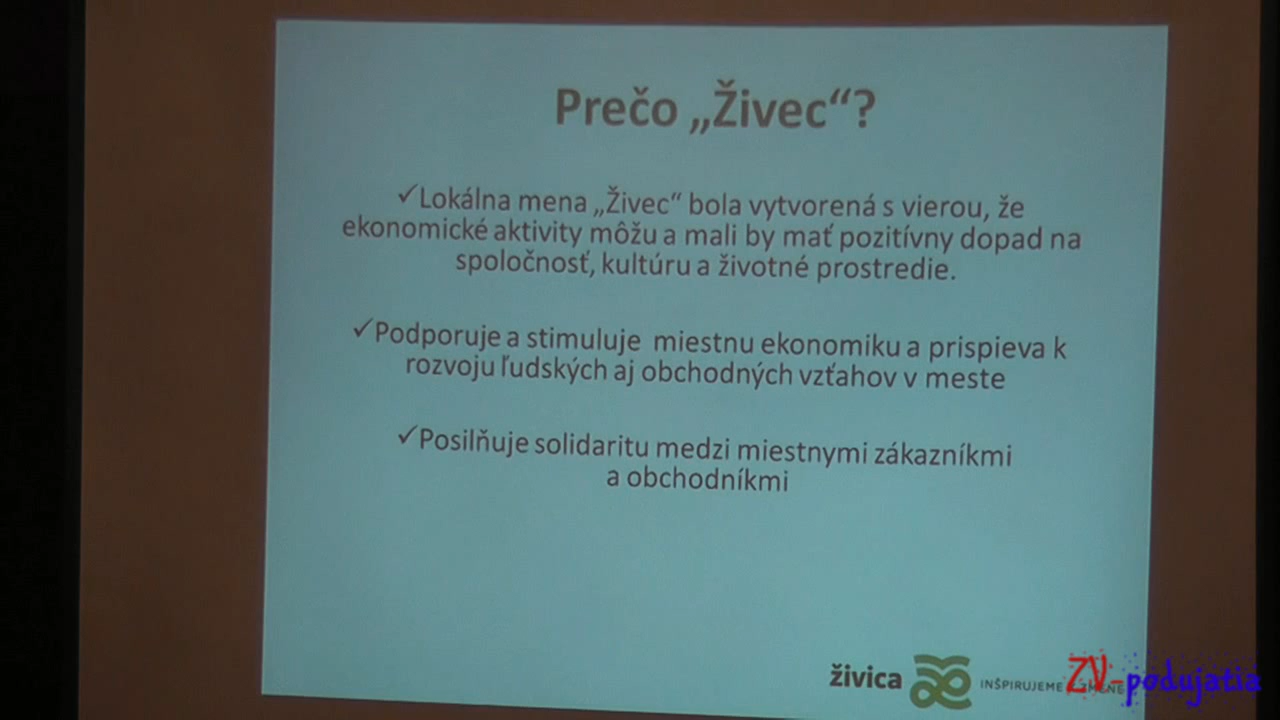 Prečo „Živec“?
✓Lokálna mena „Živec“ bola vytvorená s vierou, že
ekonomické aktivity môžu a mali by mať pozitívny dopad na
spoločnosť, kultúru a životné prostredie.
✓Podporuje a stimuluje miestnu ekonomiku a prispieva k
rozvoju ľudských aj obchodných vzťahov v meste
✓Posilňuje solidaritu medzi miestnymi zákazníkmi
a obchodníkmi
živica
INŠPIRUJEME
ZV-podujatia